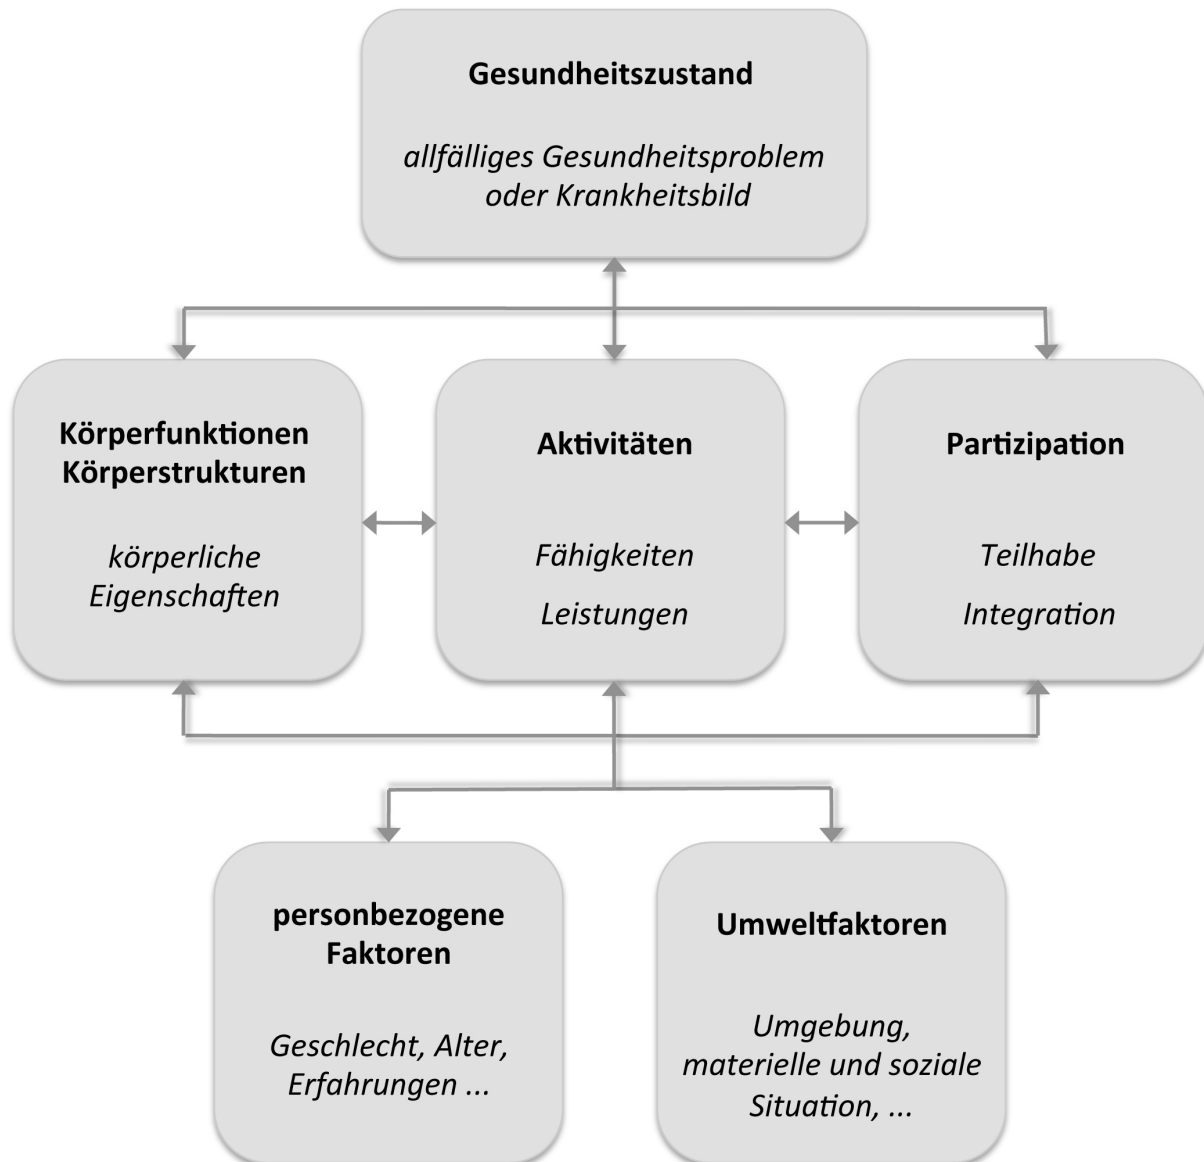 Gesundheitszustand
allfälliges Gesundheitsproblem
oder Krankheitsbild
Körperfunktionen
Körperstrukturen
körperliche
Eigenschaften
Aktivitäten
Fähigkeiten
Leistungen
Partizipation
Teilhabe
Integration
personbezogene
Faktoren
Geschlecht, Alter,
Erfahrungen ...
Umweltfaktoren
Umgebung,
materielle und soziale
Situation, ...